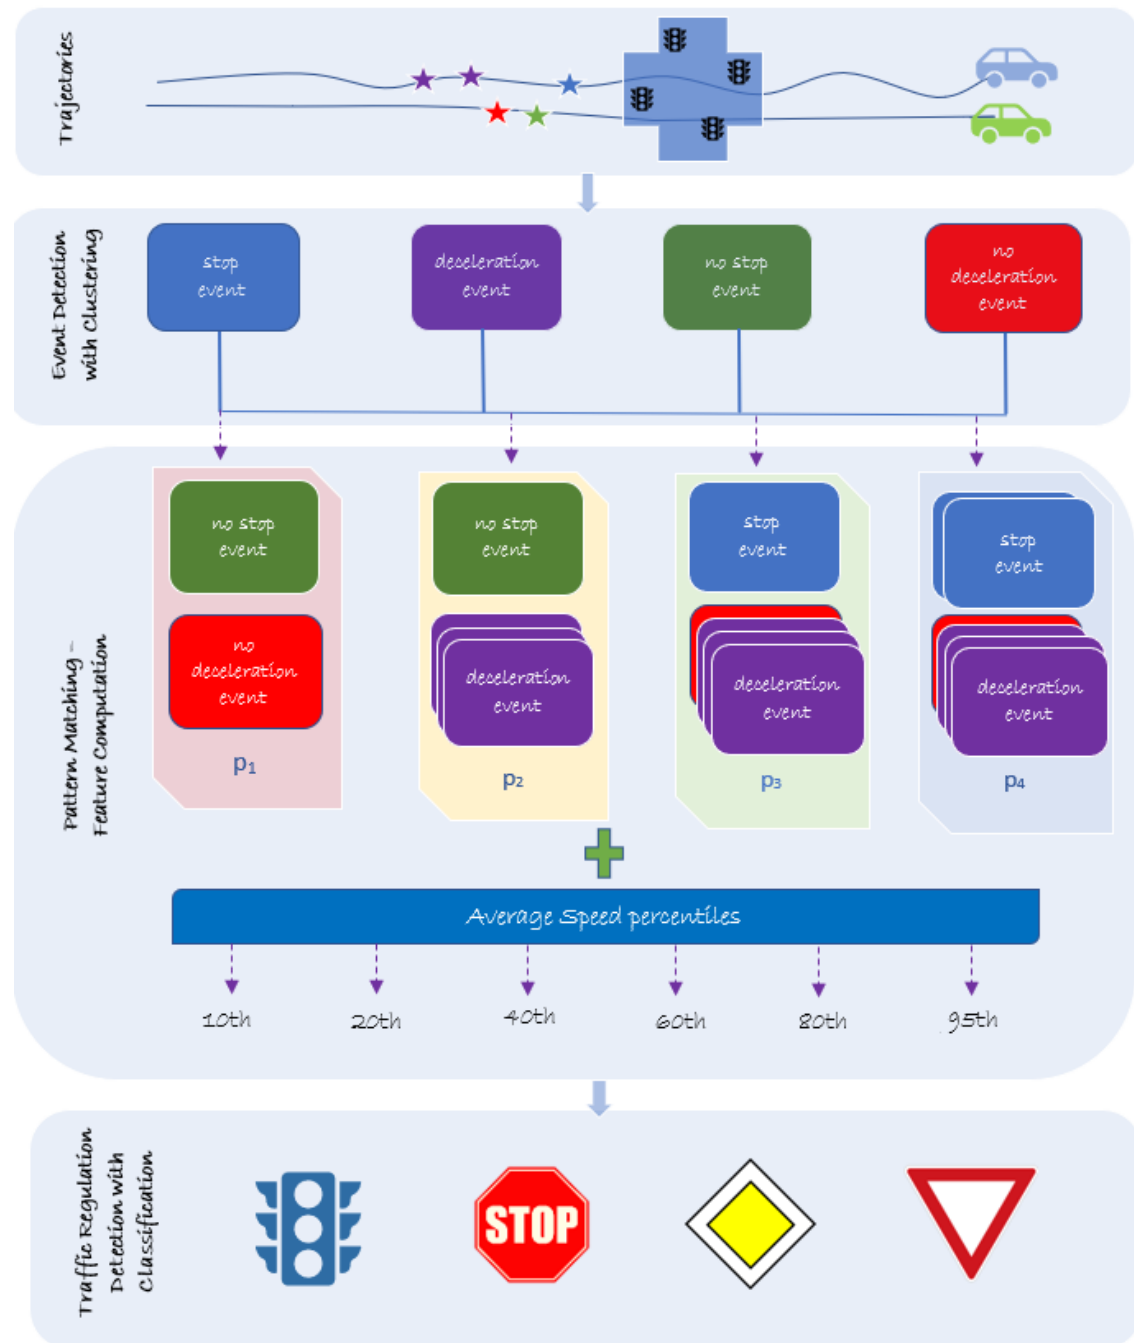 Trajectories
Event Detection
with Clustering
stop
event
deceleration
event
no stop
event
no
deceleration
event
Pattern Matching –
Feature Computation
no stop
event
no
deceleration
event
p1
no stop
event
deceleration
event
p2
stop
event
deceleration
event
p3
stop
event
deceleration
event
p4
Average Speed percentiles
10th
20th
40th
60th
80th
95th
Traffic Regulation
Detection with
Classification
STOP